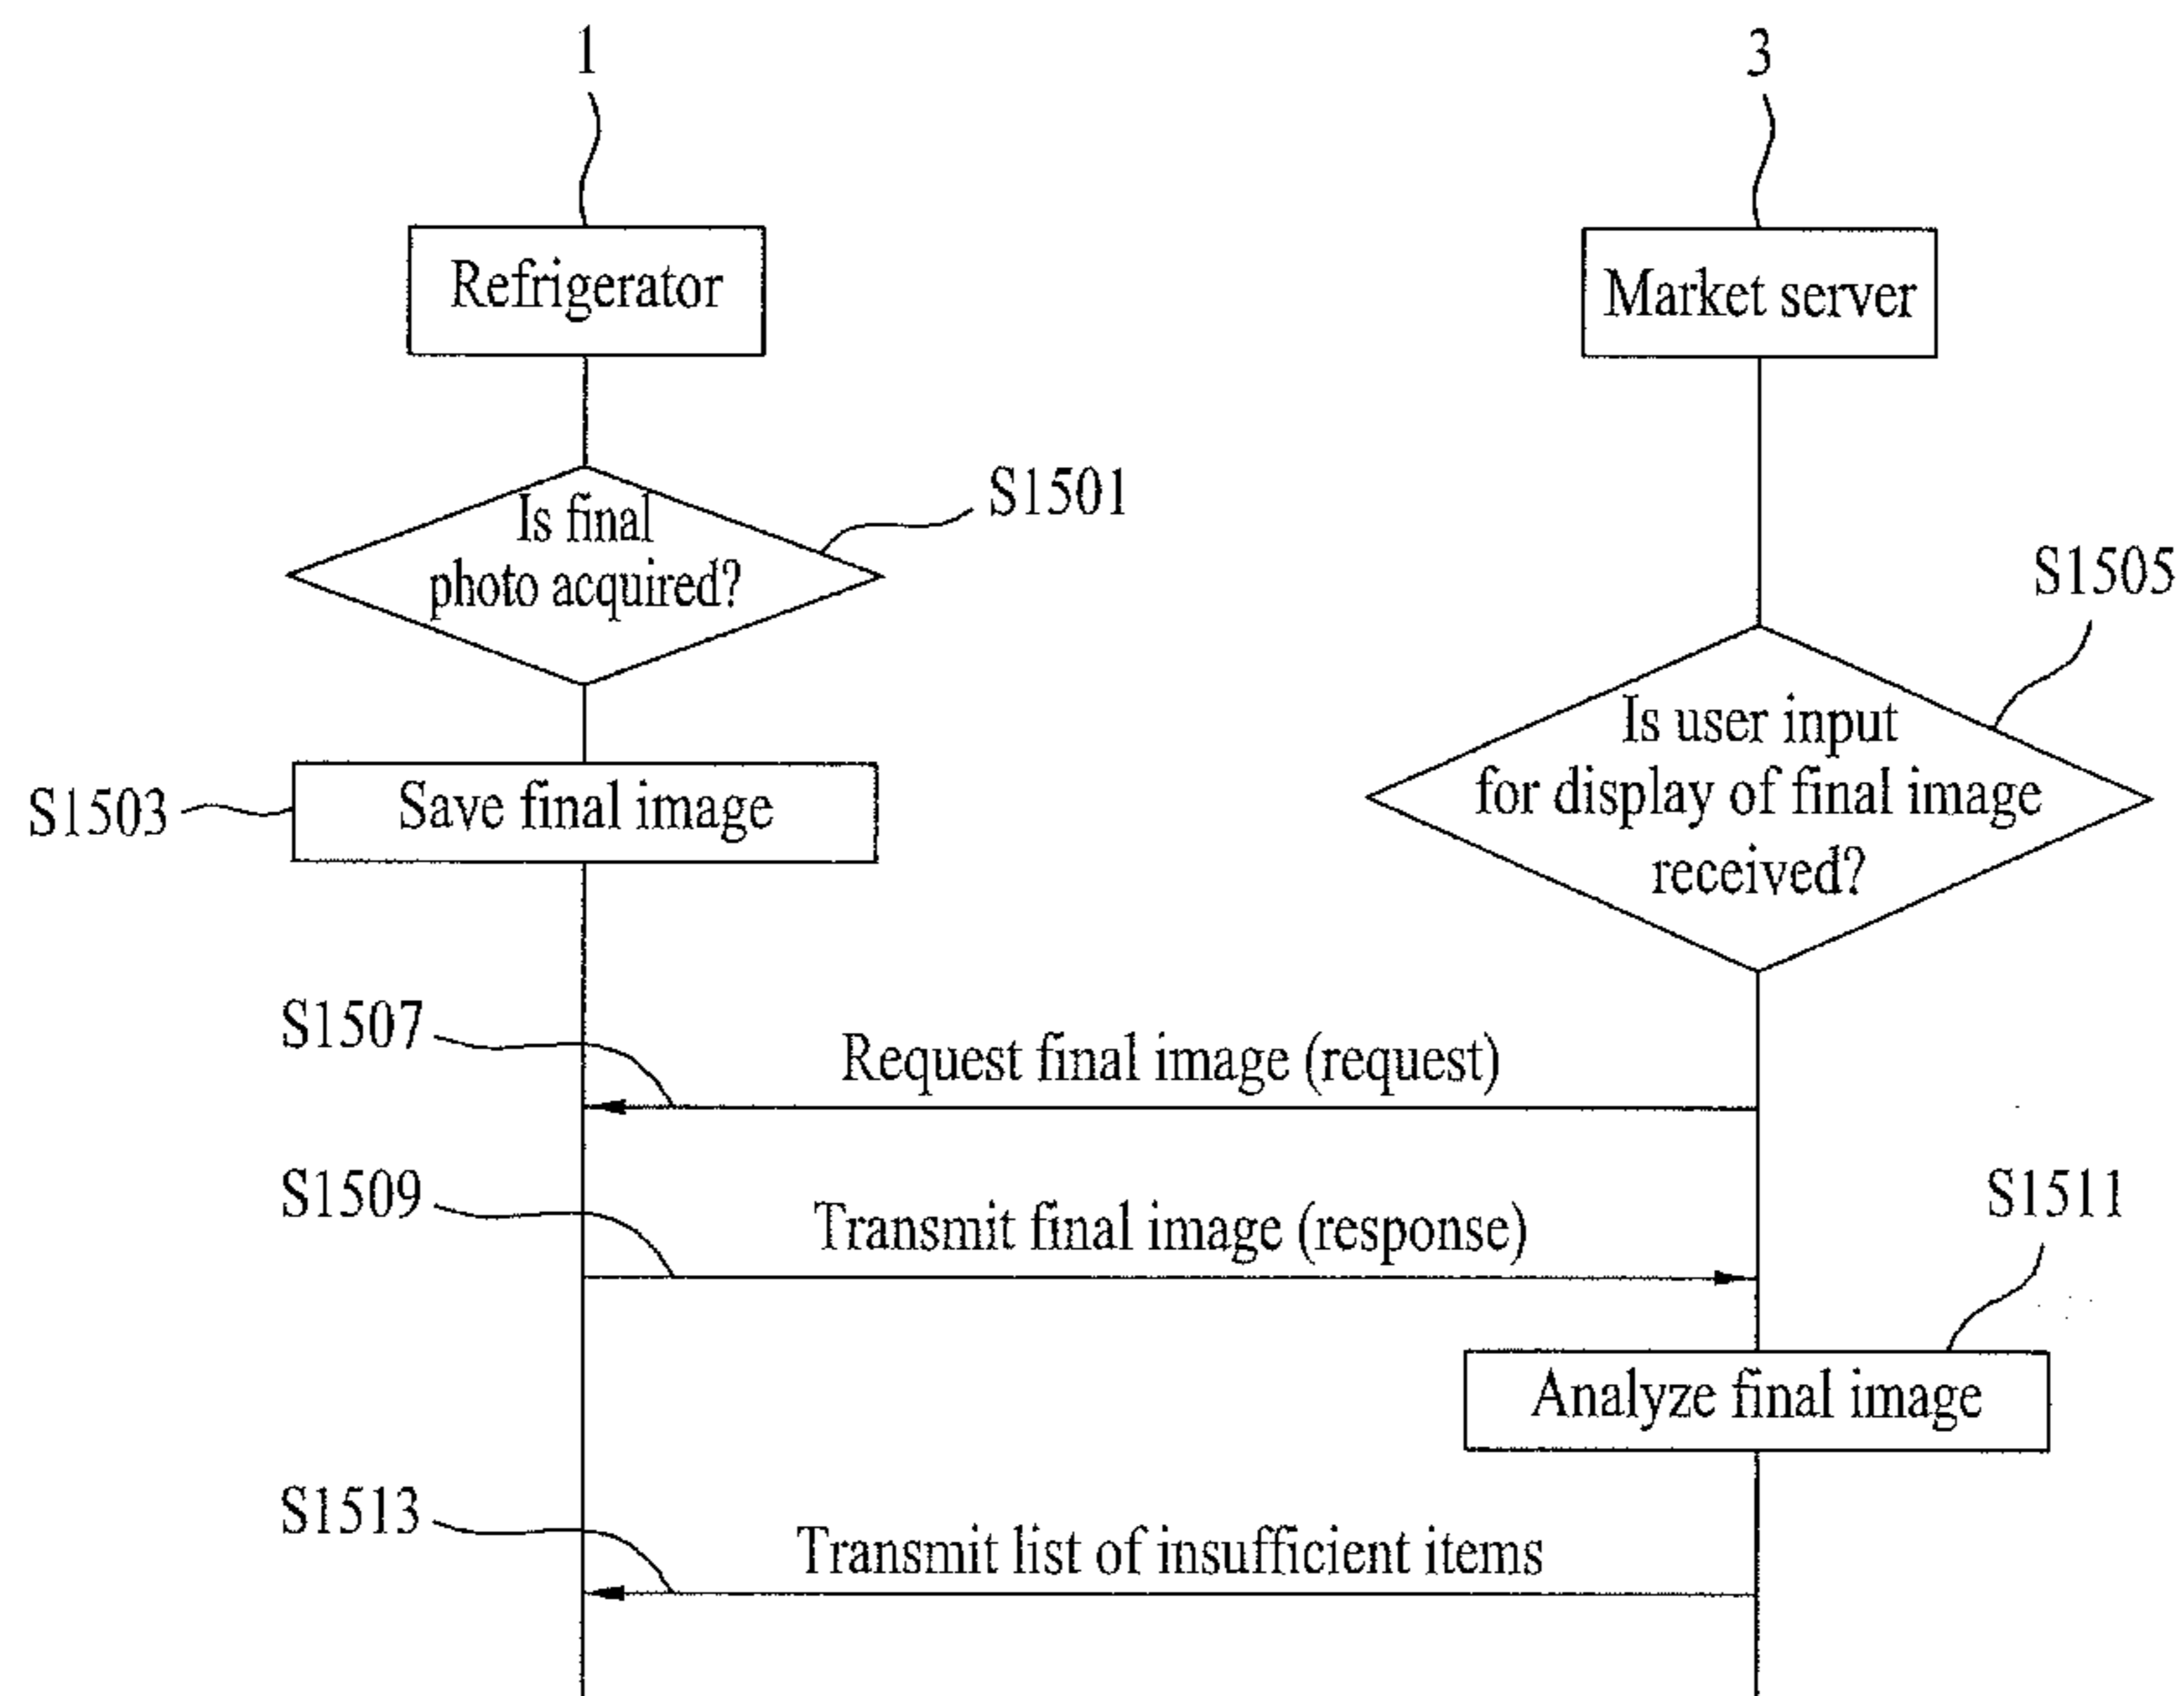 1
3
Refrigerator
Market server
Is final
photo acquired?
S1501
S1505
Is user input
for display of final image
received?
S1503
Save final image
S1507
Request final image (request)
S1509
Transmit final image (response)
S1511
Analyze final image
S1513
Transmit list of insufficient items